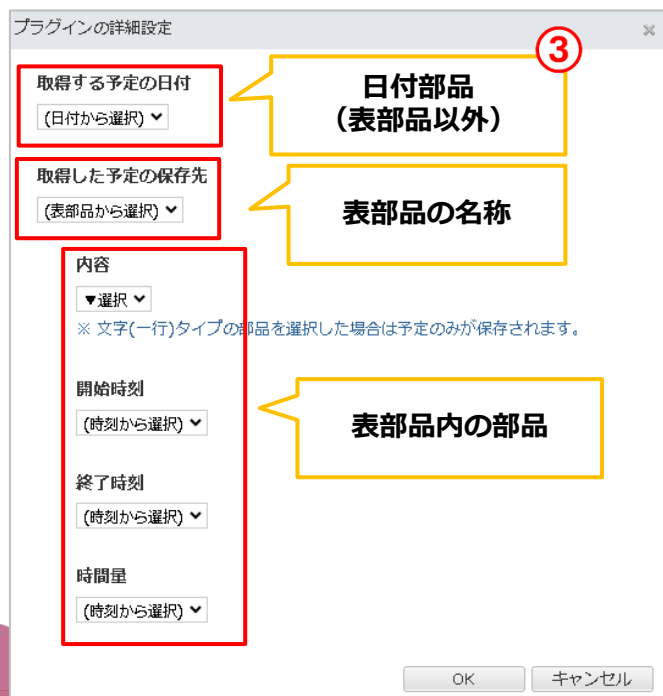 プラグインの詳細設定
③
取得する予定の日付
(日付から選択)
日付部品
（表部品以外）
取得した予定の保存先
(表部品から選択)
表部品の名称
内容
▼選択
※ 文字(一行)タイプの部品を選択した場合は予定のみが保存されます。
開始時刻
(時刻から選択)
表部品内の部品
終了時刻
(時刻から選択)
時間量
(時刻から選択)
OK
キャンセル